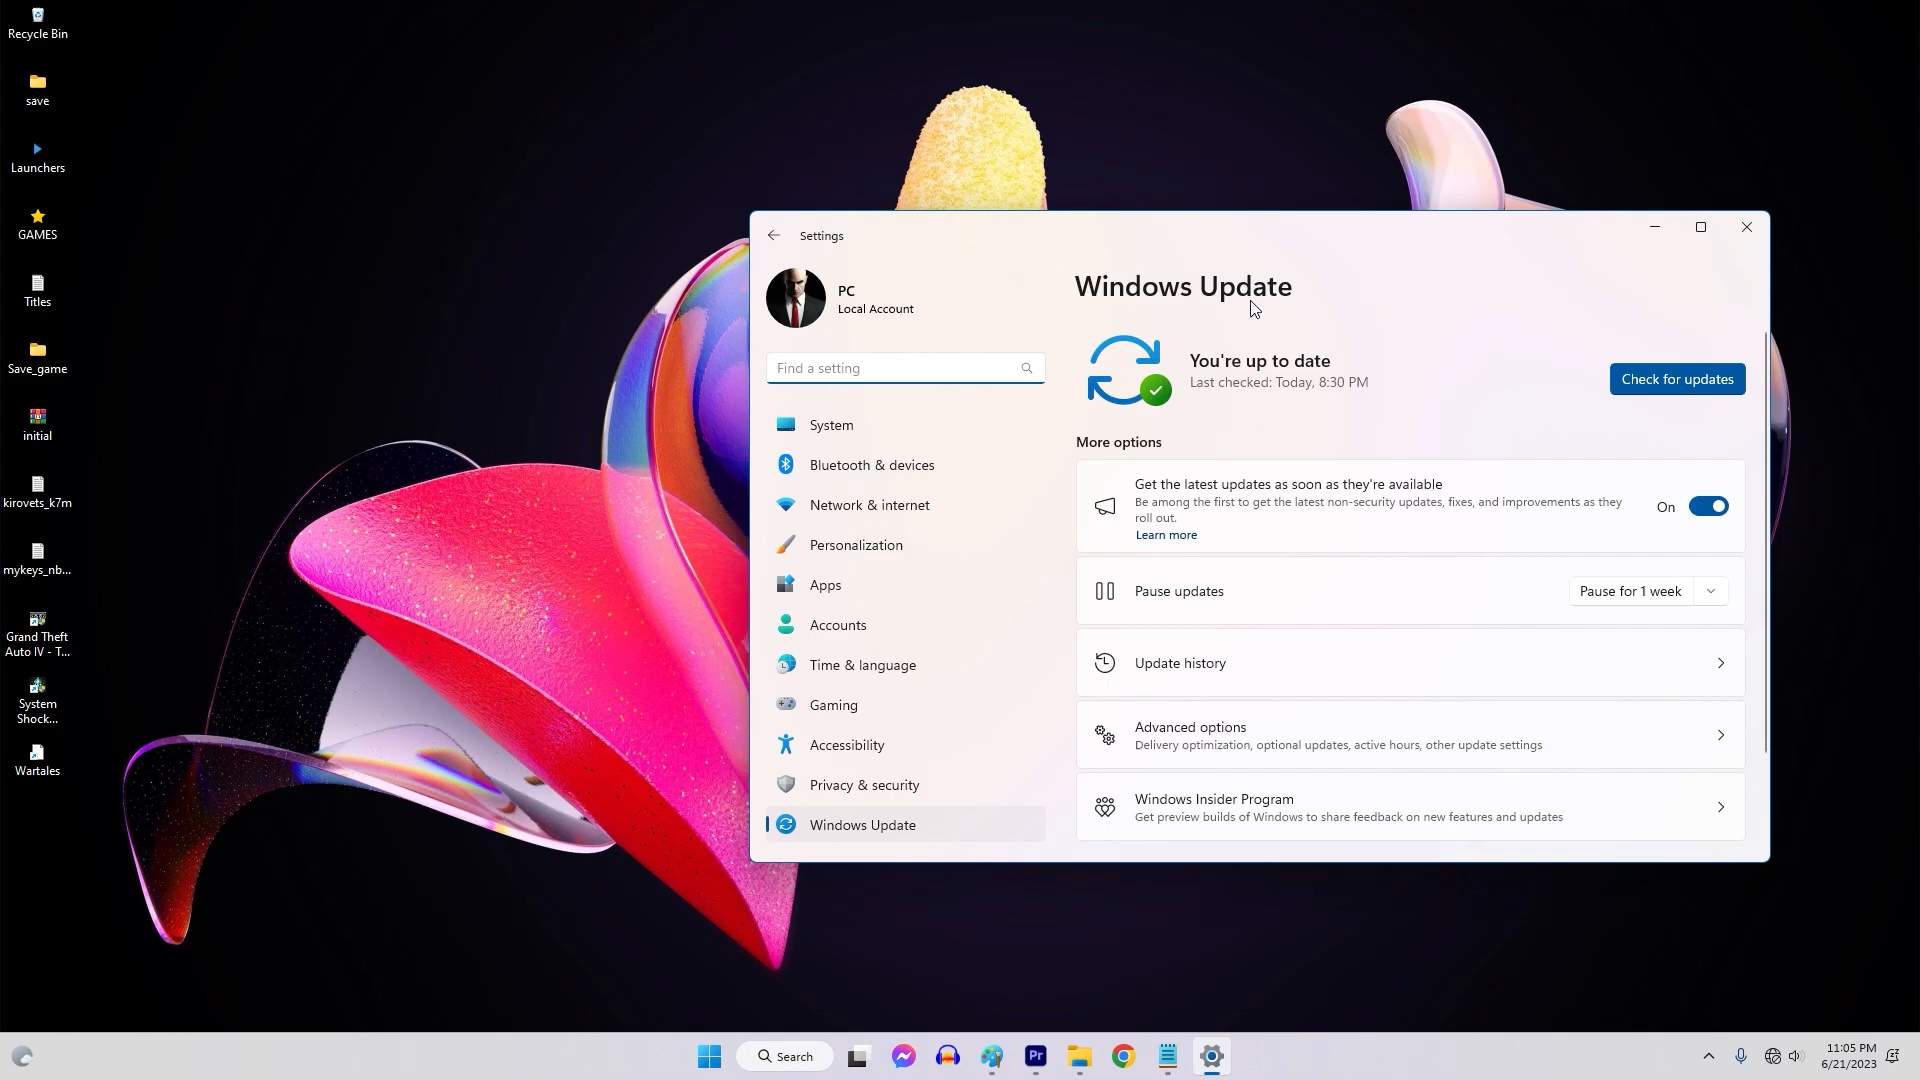 Recycle Bin
save
Launchers
GAMES
Titles
Save_game
initial
kirovets_k7m
mykeys_nb...
Grand Theft
Auto IV - T...
System
Shock...
Wartales
Settings
PC
Local Account
Find a setting
System
Bluetooth & devices
Network & internet
Personalization
Apps
Accounts
Time & language
Gaming
Accessibility
Privacy & security
Windows Update
Windows Update
You're up to date
Last checked: Today, 8:30 PM
Check for updates
More options
Get the latest updates as soon as they're available
Be among the first to get the latest non-security updates, fixes, and improvements as they
roll out.
Learn more
On
Pause updates
Pause for 1 week
Update history
Advanced options
Delivery optimization, optional updates, active hours, other update settings
Windows Insider Program
Get preview builds of Windows to share feedback on new features and updates
Search
Pr
11:05 PM
6/21/2023